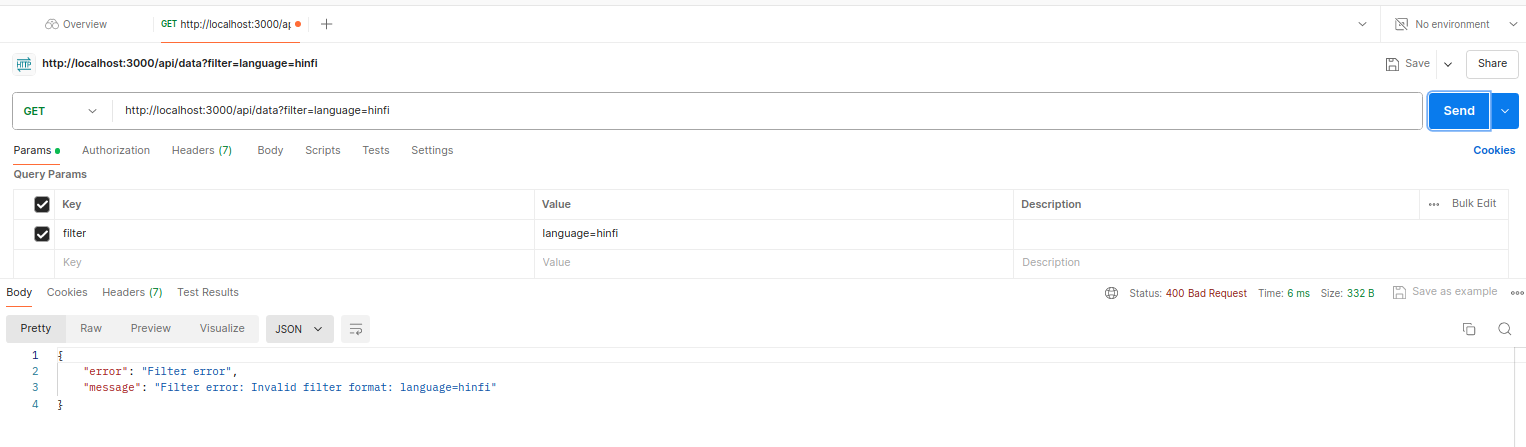 Overview
GET http://localhost:3000/ap
No environment
HTTP http://localhost:3000/api/data?filter=language=hinfi
Save
Share
GET http://localhost:3000/api/data?filter=language=hinfi
Send
Params Authorization Headers (7) Body Scripts Tests Settings
Cookies
Query Params
Key Value Description ... Bulk Edit
filter language=hinfi
Key Value Description
Body Cookies Headers (7) Test Results
Status: 400 Bad Request Time: 6 ms Size: 332 B
Save as example
Pretty Raw Preview Visualize JSON
1 {
2 "error": "Filter error",
3 "message": "Filter error: Invalid filter format: language=hinfi"
4 }